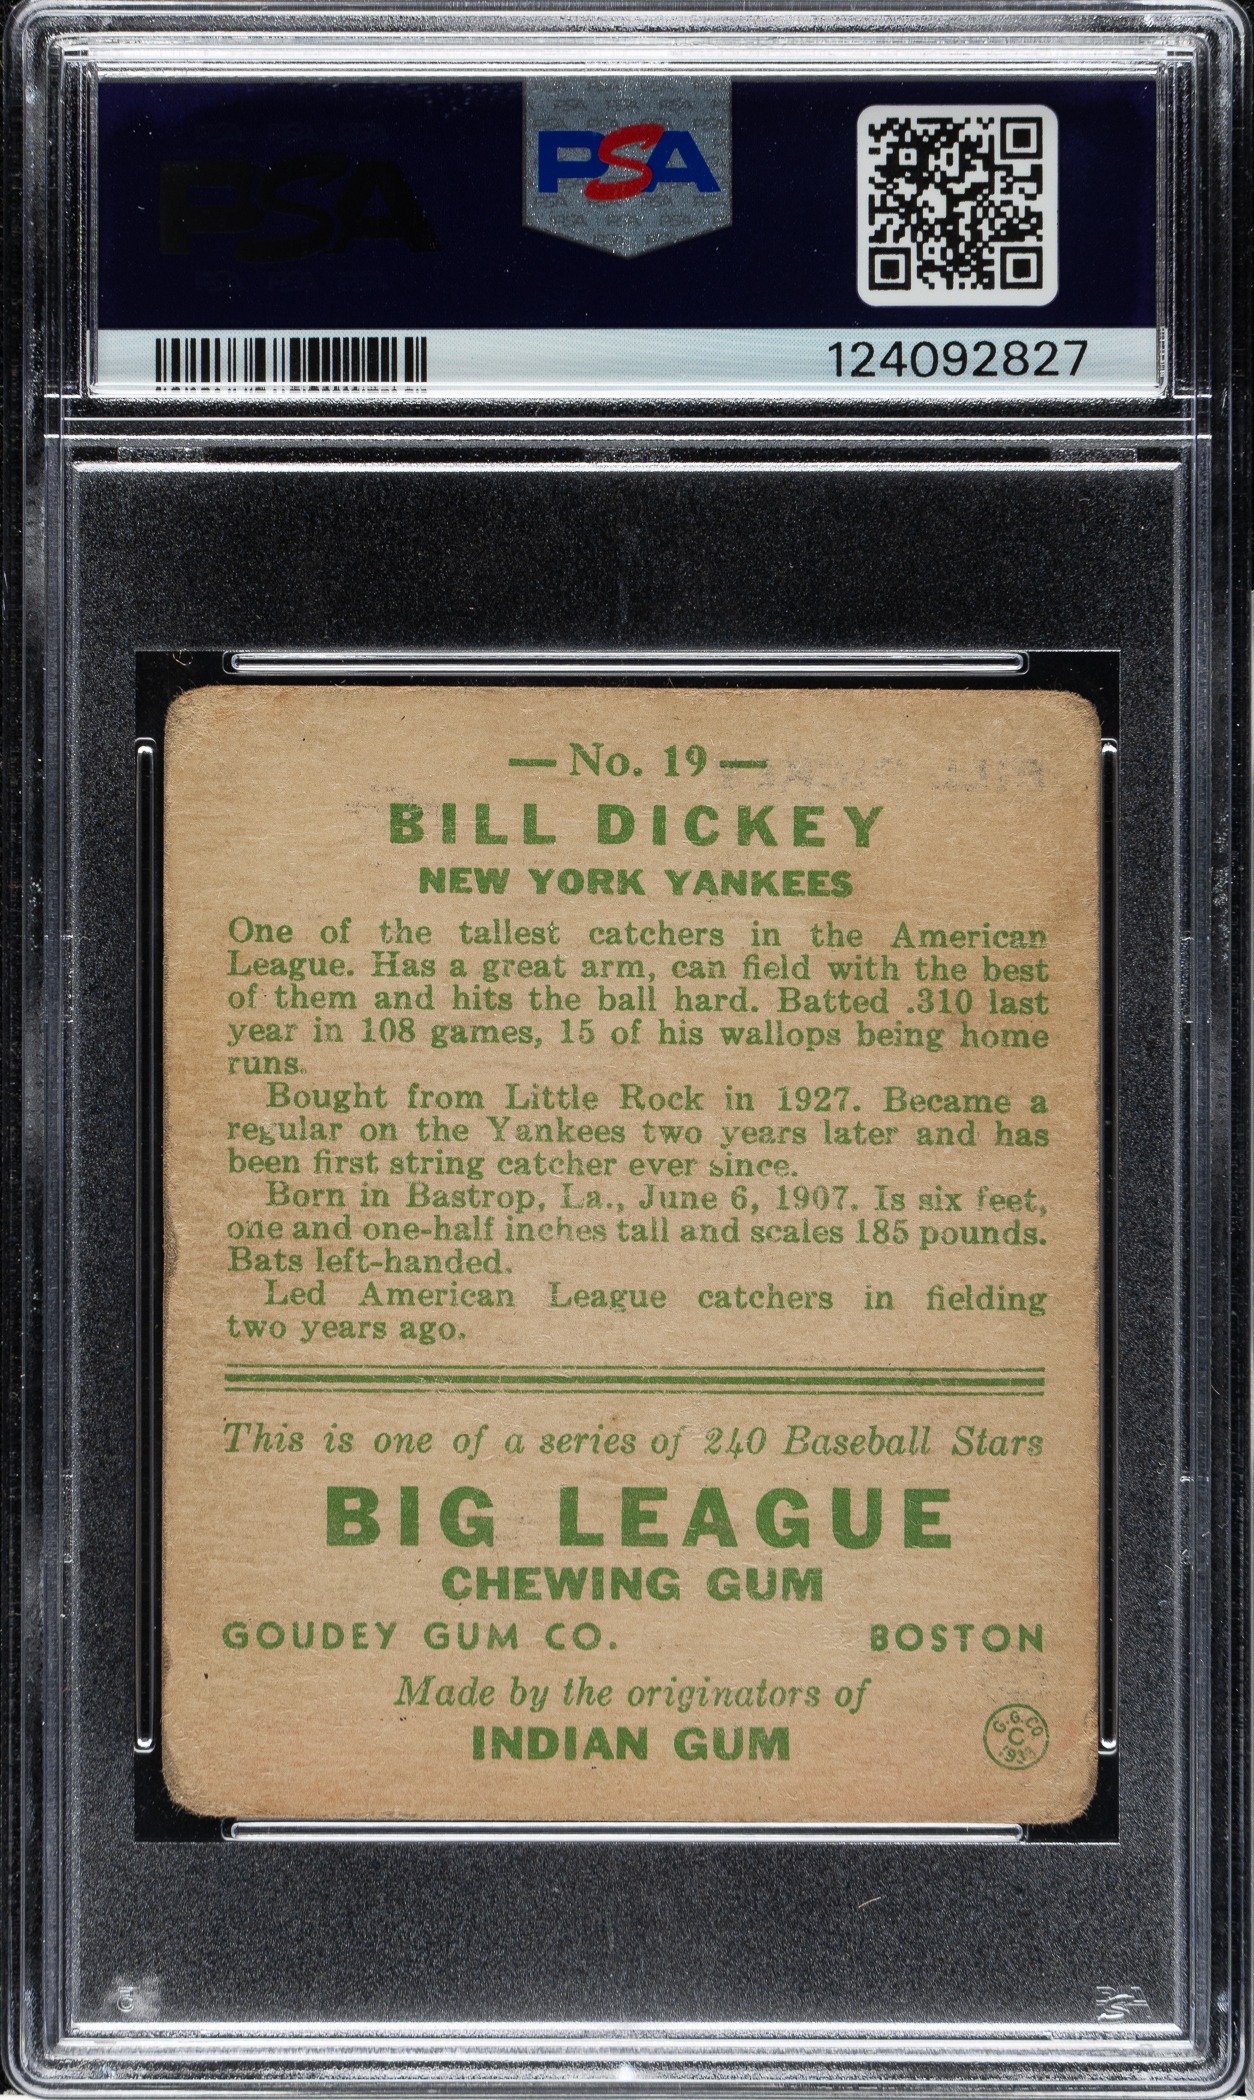 PSA
PSA
124092827
— No. 19 —
BILL DICKEY
NEW YORK YANKEES
One of the tallest catchers in the American
League. Has a great arm, can field with the best
of them and hits the ball hard. Batted .310 last
year in 108 games, 15 of his wallops being home
runs.
Bought from Little Rock in 1927. Became a
regular on the Yankees two years later and has
been first string catcher ever since.
Born in Bastrop, La., June 6, 1907. Is six feet,
one and one-half inches tall and scales 185 pounds.
Bats left-handed.
Led American League catchers in fielding
two years ago.
This is one of a series of 240 Baseball Stars
BIG LEAGUE
CHEWING GUM
GOUDEY GUM CO. BOSTON
Made by the originators of
INDIAN GUM
G.G.CO
C
1933